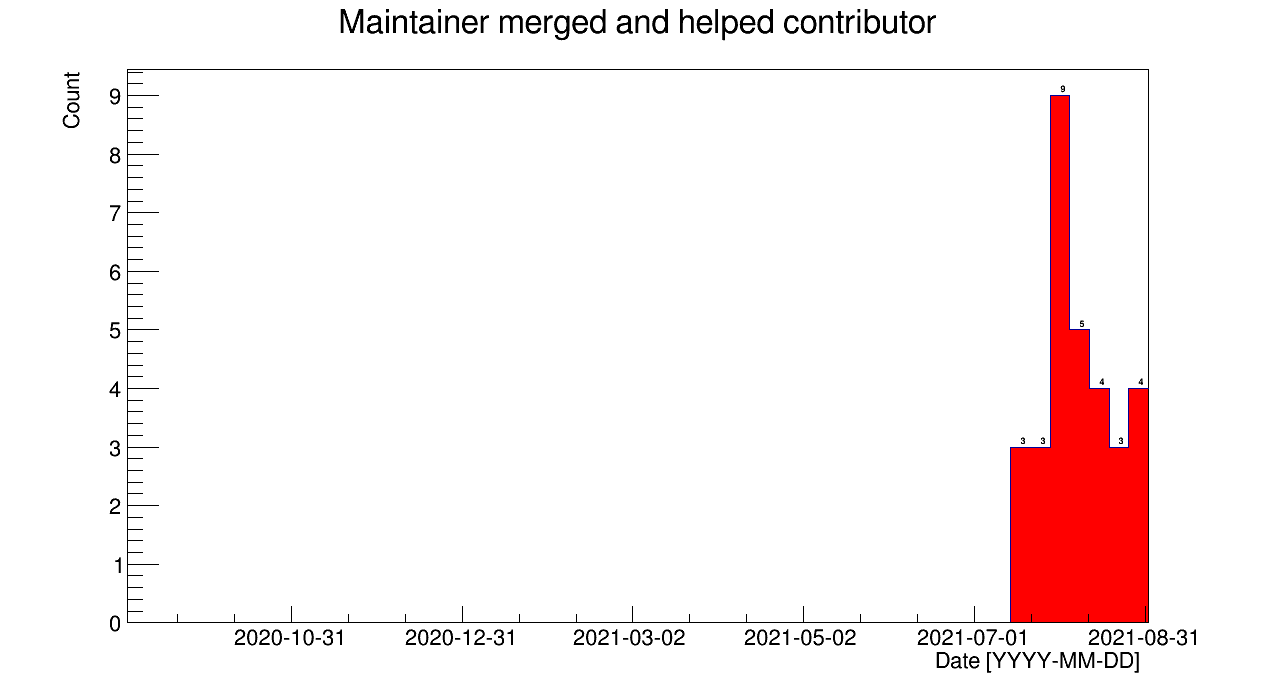 Maintainer merged and helped contributor
Count
9
8
7
6
5
4
3
2
1
0
3 3 9 5 4 3 4
2020-10-31 2020-12-31 2021-03-02 2021-05-02 2021-07-01 2021-08-31
Date [YYYY-MM-DD]